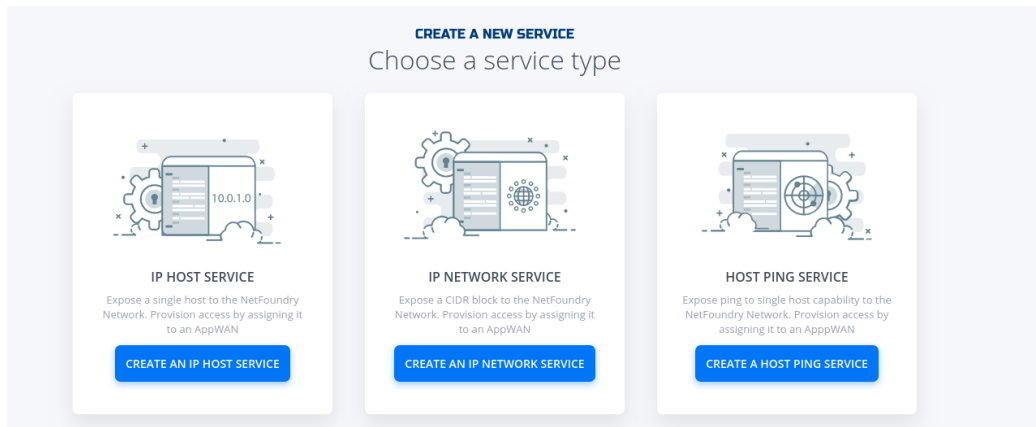 CREATE A NEW SERVICE
Choose a service type
10.0.1.0
IP HOST SERVICE
Expose a single host to the NetFoundry
Network. Provision access by assigning it
to an AppWAN
CREATE AN IP HOST SERVICE
IP NETWORK SERVICE
Expose a CIDR block to the NetFoundry
Network. Provision access by assigning it
to an AppWAN
CREATE AN IP NETWORK SERVICE
HOST PING SERVICE
Expose ping to single host capability to the
NetFoundry Network. Provision access by
assigning it to an ApppWAN
CREATE A HOST PING SERVICE